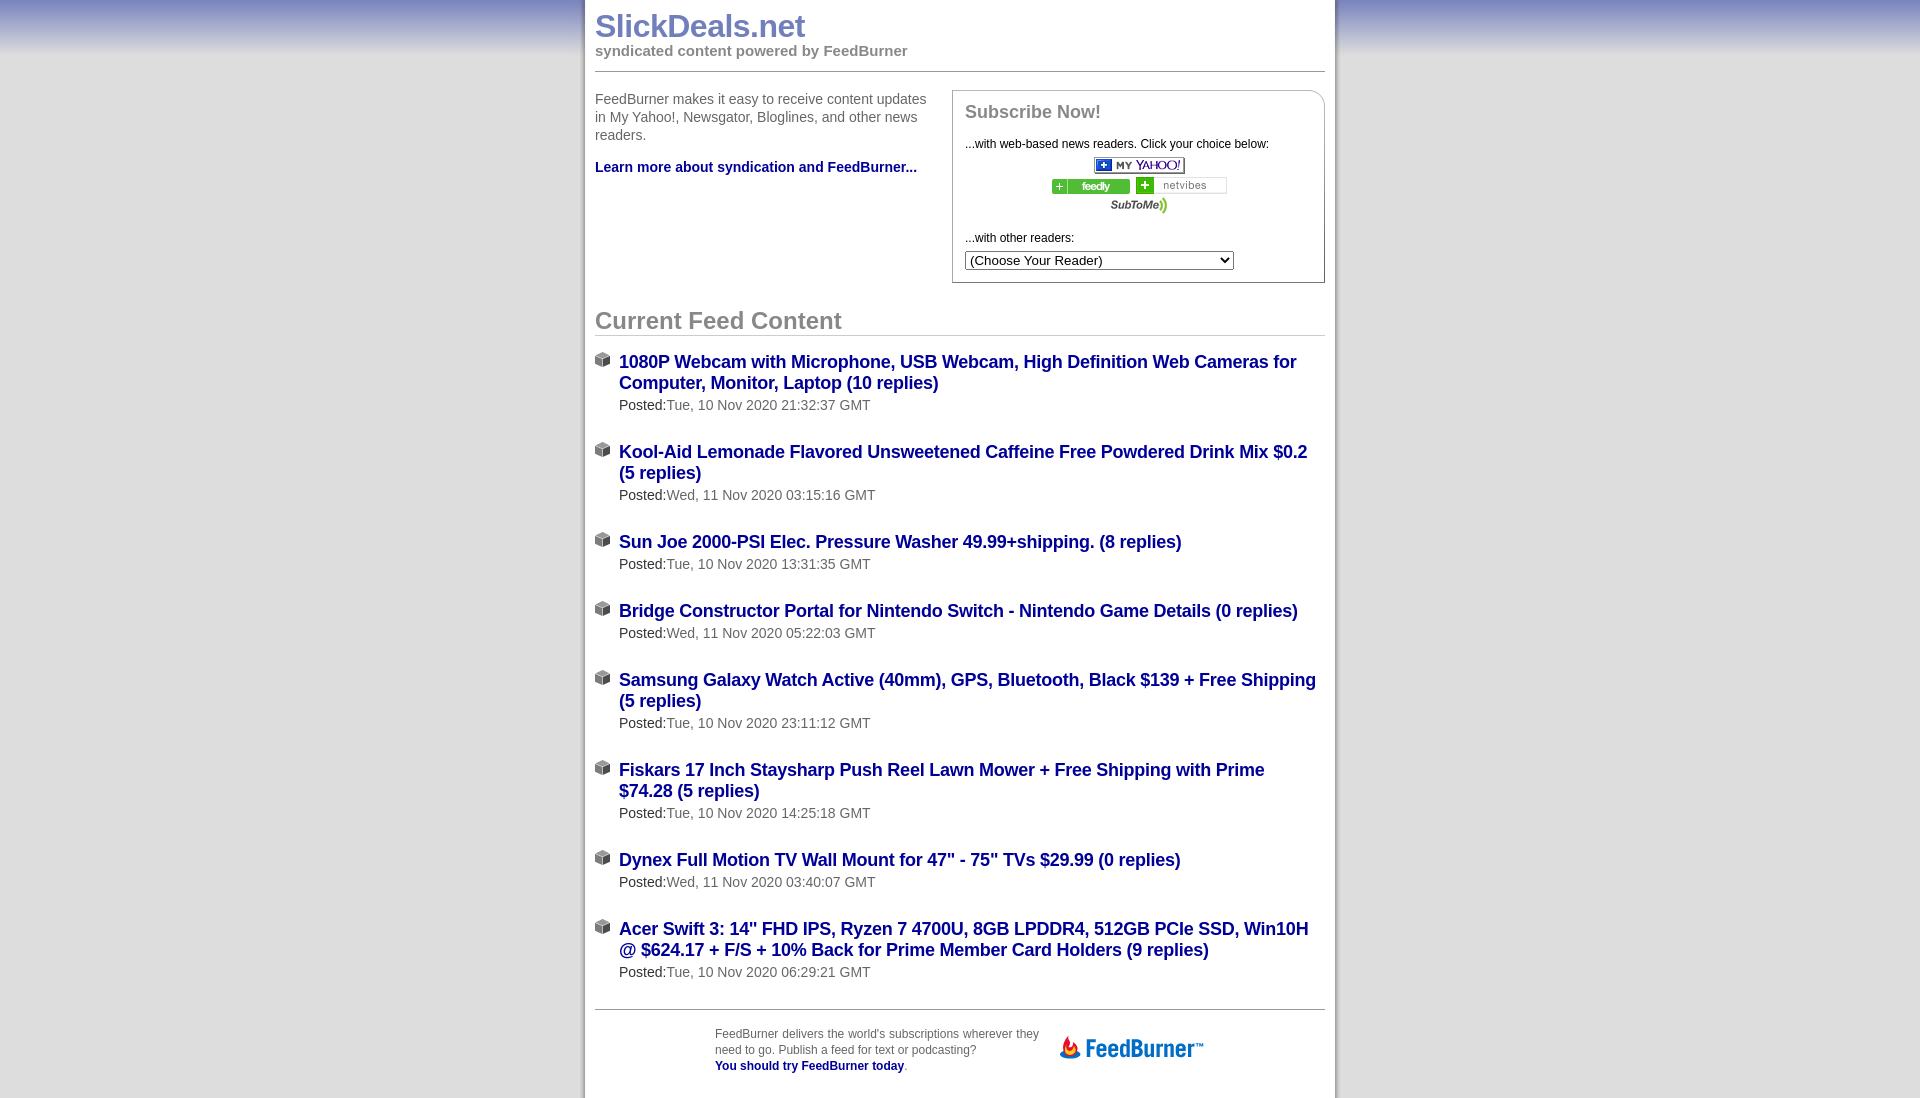 SlickDeals.net
syndicated content powered by FeedBurner
FeedBurner makes it easy to receive content updates
in My Yahoo!, Newsgator, Bloglines, and other news
readers.
Learn more about syndication and FeedBurner...
Subscribe Now!
...with web-based news readers. Click your choice below:
MY YAHOO!
feedly
netvibes
SubToMe
...with other readers:
(Choose Your Reader)
Current Feed Content
1080P Webcam with Microphone, USB Webcam, High Definition Web Cameras for
Computer, Monitor, Laptop (10 replies)
Posted:Tue, 10 Nov 2020 21:32:37 GMT
Kool-Aid Lemonade Flavored Unsweetened Caffeine Free Powdered Drink Mix $0.2
(5 replies)
Posted:Wed, 11 Nov 2020 03:15:16 GMT
Sun Joe 2000-PSI Elec. Pressure Washer 49.99+shipping. (8 replies)
Posted:Tue, 10 Nov 2020 13:31:35 GMT
Bridge Constructor Portal for Nintendo Switch - Nintendo Game Details (0 replies)
Posted:Wed, 11 Nov 2020 05:22:03 GMT
Samsung Galaxy Watch Active (40mm), GPS, Bluetooth, Black $139 + Free Shipping
(5 replies)
Posted:Tue, 10 Nov 2020 23:11:12 GMT
Fiskars 17 Inch Staysharp Push Reel Lawn Mower + Free Shipping with Prime
$74.28 (5 replies)
Posted:Tue, 10 Nov 2020 14:25:18 GMT
Dynex Full Motion TV Wall Mount for 47" - 75" TVs $29.99 (0 replies)
Posted:Wed, 11 Nov 2020 03:40:07 GMT
Acer Swift 3: 14'' FHD IPS, Ryzen 7 4700U, 8GB LPDDR4, 512GB PCIe SSD, Win10H
@ $624.17 + F/S + 10% Back for Prime Member Card Holders (9 replies)
Posted:Tue, 10 Nov 2020 06:29:21 GMT
FeedBurner delivers the world's subscriptions wherever they
need to go. Publish a feed for text or podcasting?
You should try FeedBurner today.
FeedBurner™